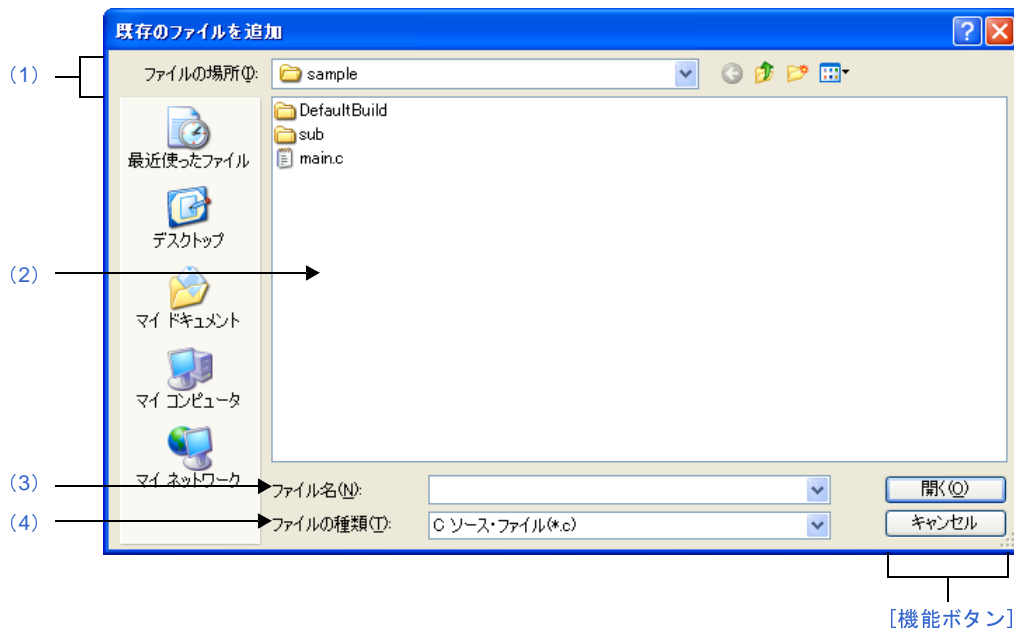 既存のファイルを追加
(1)
ファイルの場所(I):
sample
最近使ったファイル
デスクトップ
マイ ドキュメント
マイ コンピュータ
マイ ネットワーク
DefaultBuild
sub
main.c
(2)
(3)
ファイル名(N):
開く(O)
(4)
ファイルの種類(T):
C ソース・ファイル(*.c)
キャンセル
[機能ボタン]